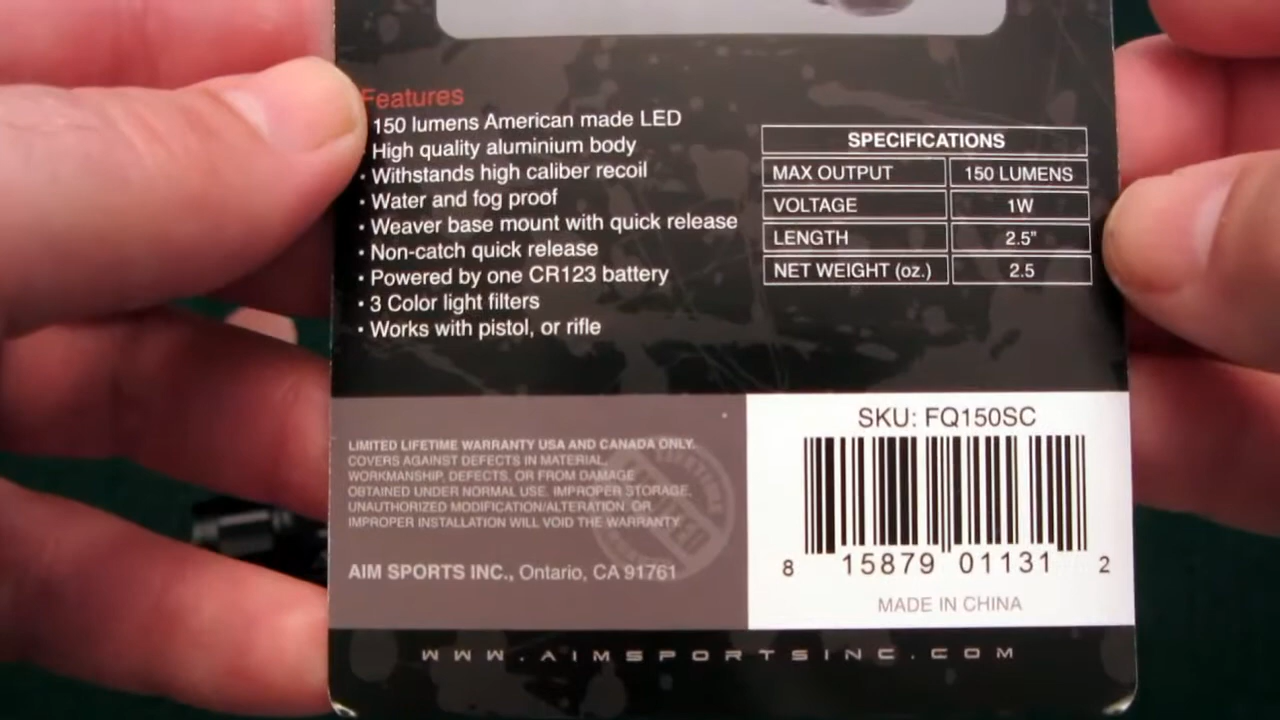 Features
150 lumens American made LED
High quality aluminium body
· Withstands high caliber recoil
· Water and fog proof
· Weaver base mount with quick release
· Non-catch quick release
· Powered by one CR123 battery
· 3 Color light filters
· Works with pistol, or rifle
SPECIFICATIONS
MAX OUTPUT 150 LUMENS
VOLTAGE 1W
LENGTH 2.5"
NET WEIGHT (oz.) 2.5
LIMITED LIFETIME WARRANTY USA AND CANADA ONLY.
COVERS AGAINST DEFECTS IN MATERIAL,
WORKMANSHIP, DEFECTS, OR FROM DAMAGE
OBTAINED UNDER NORMAL USE. IMPROPER STORAGE,
UNAUTHORIZED MODIFICATION/ALTERATION, OR
IMPROPER INSTALLATION WILL VOID THE WARRANTY
AIM SPORTS INC., Ontario, CA 91761
SKU: FQ150SC
8 15879 01131 2
MADE IN CHINA
WWW.AIMSPORTSINC.COM